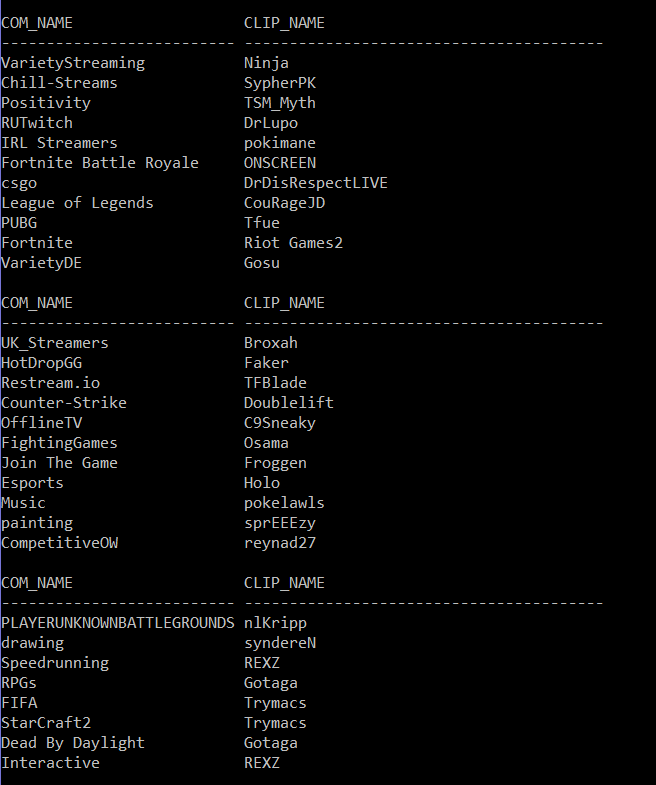 COM_NAME CLIP_NAME
-------------------------- ----------------------------------------
VarietyStreaming Ninja
Chill-Streams SypherPK
Positivity TSM_Myth
RUTwitch DrLupo
IRL Streamers pokimane
Fortnite Battle Royale ONSCREEN
csgo DrDisRespectLIVE
League of Legends CouRageJD
PUBG Tfue
Fortnite Riot Games2
VarietyDE Gosu
COM_NAME CLIP_NAME
-------------------------- ----------------------------------------
UK_Streamers Broxah
HotDropGG Faker
Restream.io TFBlade
Counter-Strike Doublelift
OfflineTV C9Sneaky
FightingGames Osama
Join The Game Froggen
Esports Holo
Music pokelawls
painting sprEEEzy
CompetitiveOW reynad27
COM_NAME CLIP_NAME
-------------------------- ----------------------------------------
PLAYERUNKNOWNBATTLEGROUNDS nlKripp
drawing syndereN
Speedrunning REXZ
RPGs Gotaga
FIFA Trymacs
StarCraft2 Trymacs
Dead By Daylight Gotaga
Interactive REXZ